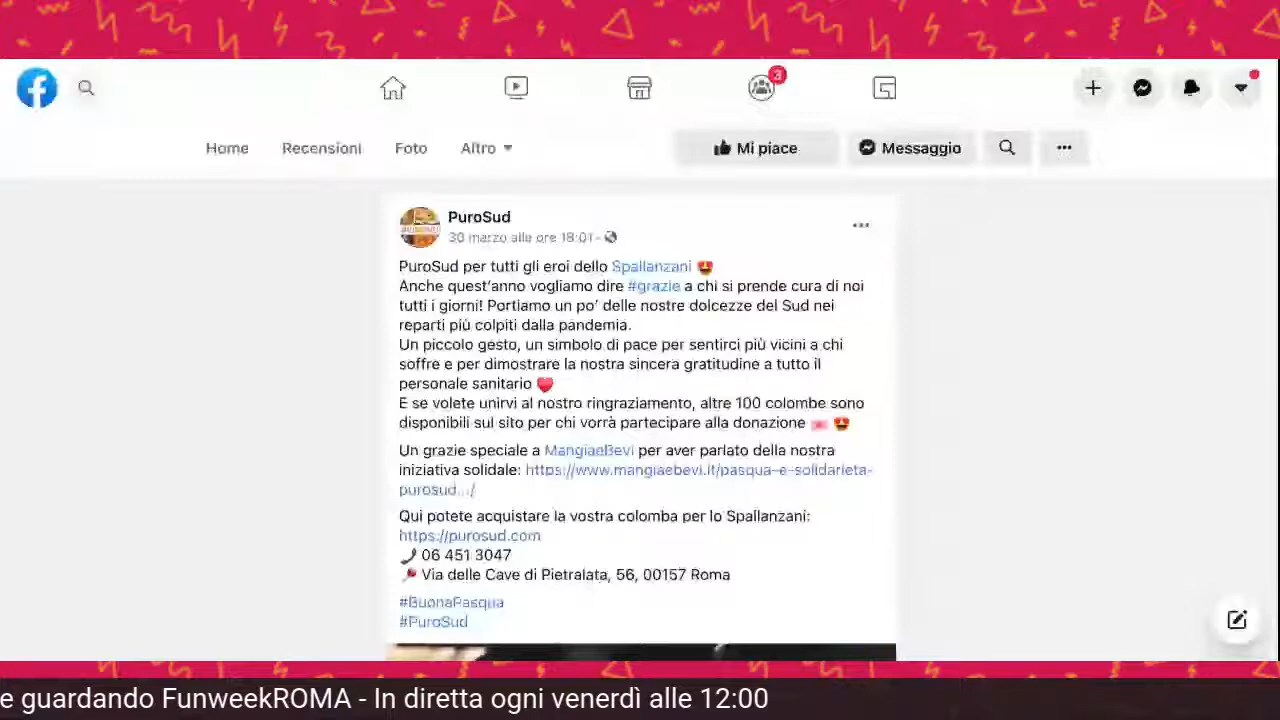 3
Home Recensioni Foto Altro Mi piace Messaggio
PuroSud
30 marzo alle ore 18:01 ·
PuroSud per tutti gli eroi dello Spallanzani 😍
Anche quest'anno vogliamo dire #grazie a chi si prende cura di noi
tutti i giorni! Portiamo un po' delle nostre dolcezze del Sud nei
reparti più colpiti dalla pandemia.
Un piccolo gesto, un simbolo di pace per sentirci più vicini a chi
soffre e per dimostrare la nostra sincera gratitudine a tutto il
personale sanitario ❤️
E se volete unirvi al nostro ringraziamento, altre 100 colombe sono
disponibili sul sito per chi vorrà partecipare alla donazione 💌 😍
Un grazie speciale a MangiaeBevi per aver parlato della nostra
iniziativa solidale: https://www.mangiaebevi.it/pasqua-e-solidarieta-
purosud.../
Qui potete acquistare la vostra colomba per lo Spallanzani:
https://purosud.com
06 451 3047
📍 Via delle Cave di Pietralata, 56, 00157 Roma
#BuonaPasqua
#PuroSud
e guardando FunweekROMA - In diretta ogni venerdì alle 12:00